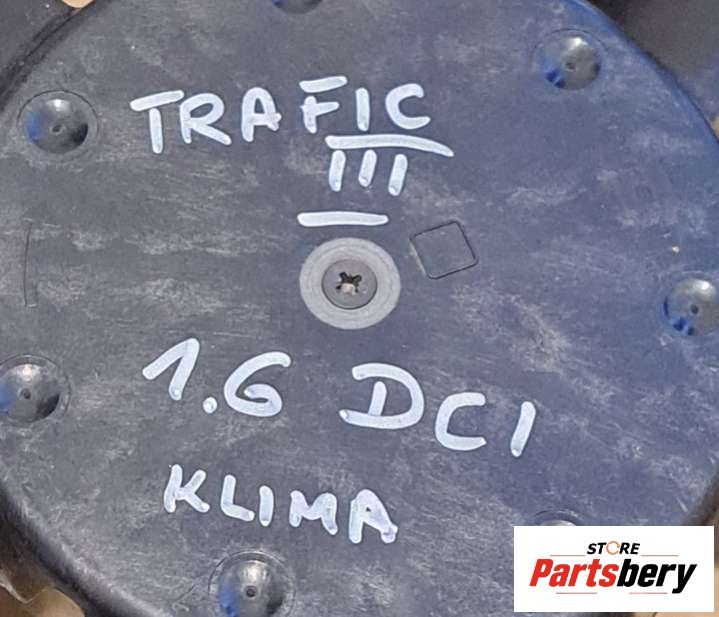 TRAFIC
III
1.6 DCI
KLIMA
STORE
Partsbery